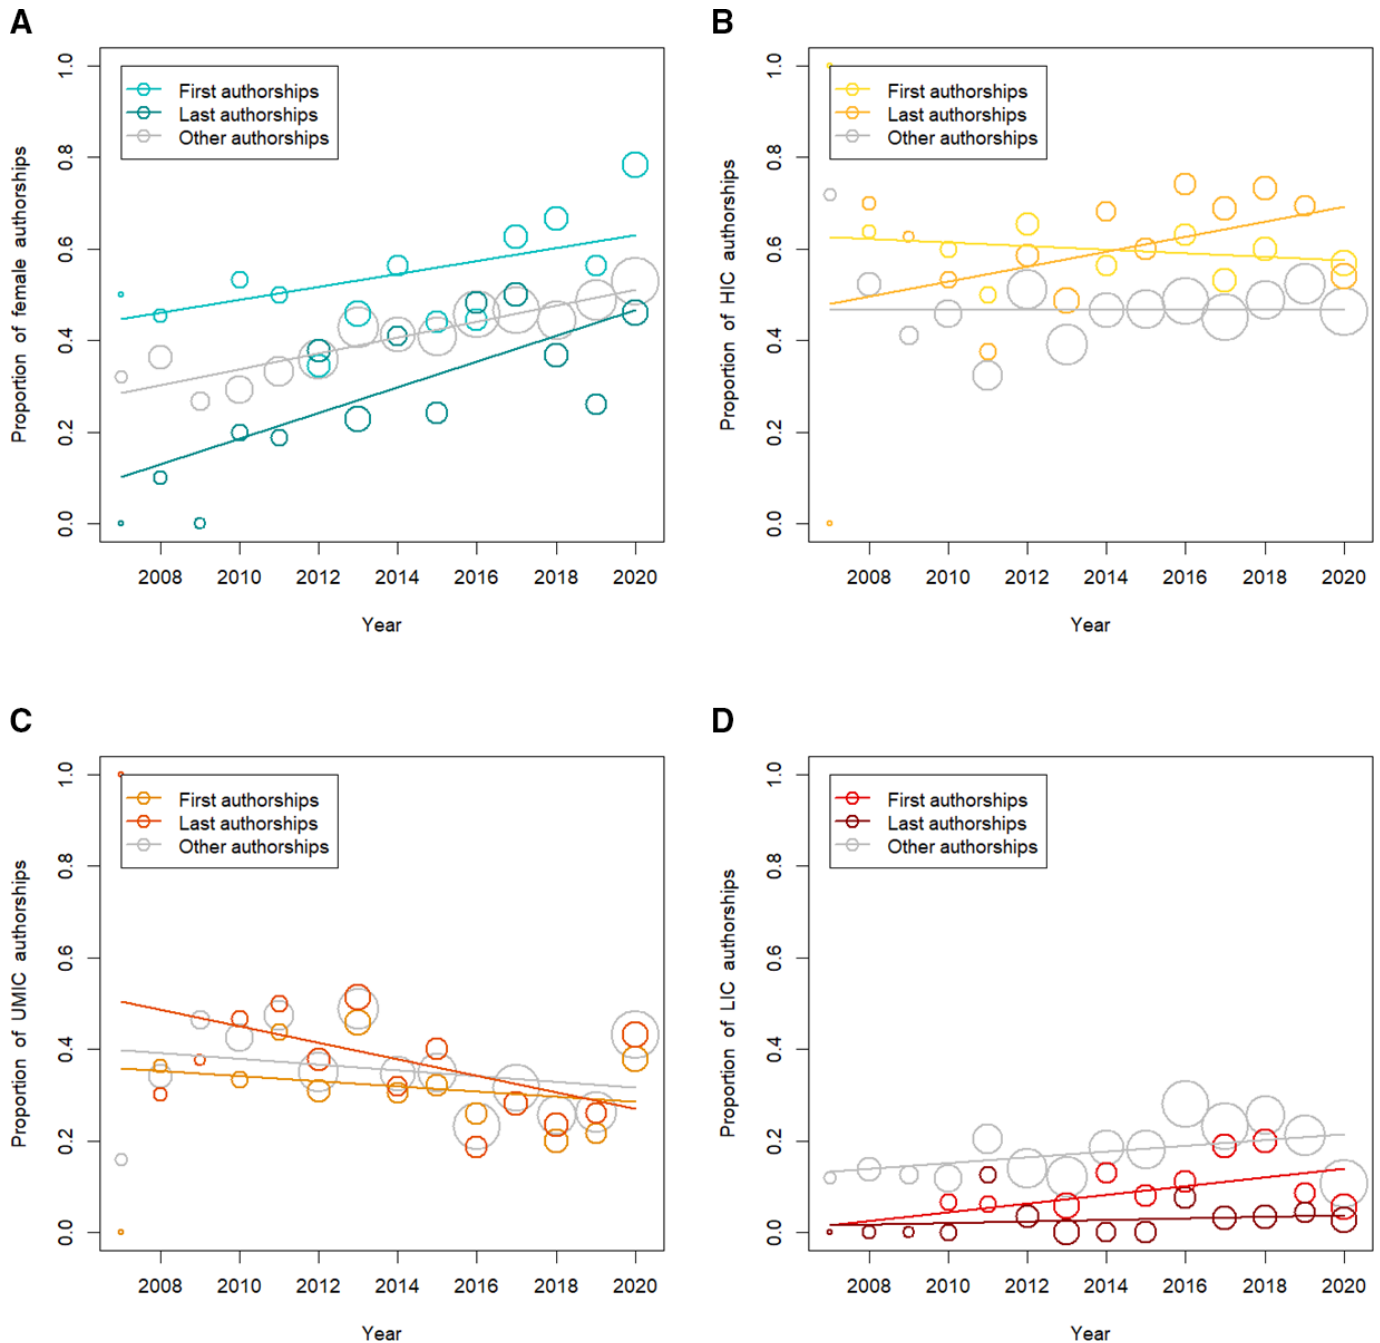 A
Proportion of female authorships
1.0
0.8
0.6
0.4
0.2
0.0
First authorships
Last authorships
Other authorships
2008 2010 2012 2014 2016 2018 2020
Year
B
Proportion of HIC authorships
1.0
0.8
0.6
0.4
0.2
0.0
First authorships
Last authorships
Other authorships
2008 2010 2012 2014 2016 2018 2020
Year
C
Proportion of UMIC authorships
1.0
0.8
0.6
0.4
0.2
0.0
First authorships
Last authorships
Other authorships
2008 2010 2012 2014 2016 2018 2020
Year
D
Proportion of LIC authorships
1.0
0.8
0.6
0.4
0.2
0.0
First authorships
Last authorships
Other authorships
2008 2010 2012 2014 2016 2018 2020
Year